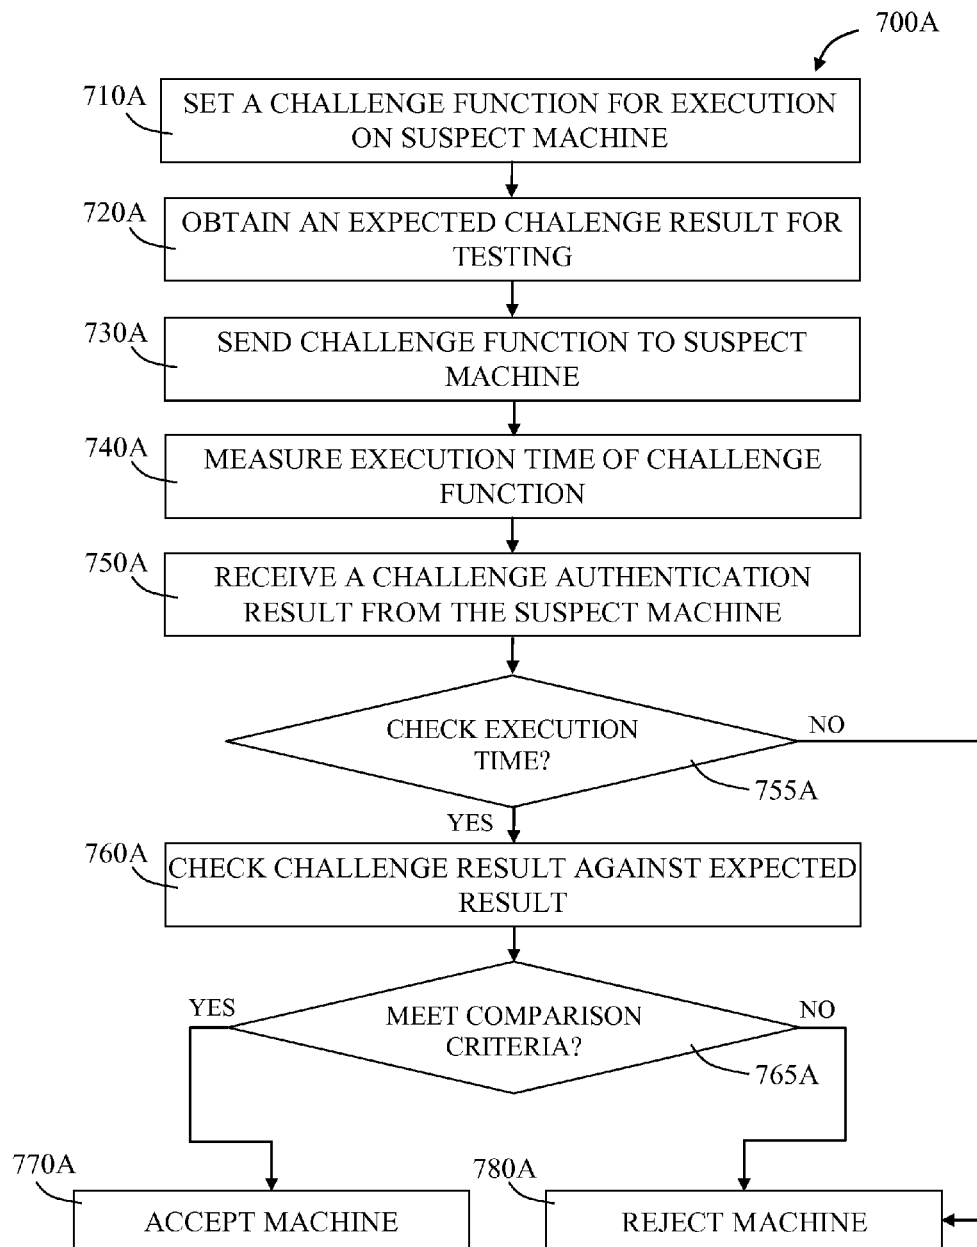 700A
710A
SET A CHALLENGE FUNCTION FOR EXECUTION
ON SUSPECT MACHINE
720A
OBTAIN AN EXPECTED CHALENGE RESULT FOR
TESTING
730A
SEND CHALLENGE FUNCTION TO SUSPECT
MACHINE
740A
MEASURE EXECUTION TIME OF CHALLENGE
FUNCTION
750A
RECEIVE A CHALLENGE AUTHENTICATION
RESULT FROM THE SUSPECT MACHINE
CHECK EXECUTION
TIME?
NO
755A
YES
760A
CHECK CHALLENGE RESULT AGAINST EXPECTED
RESULT
YES
MEET COMPARISON
CRITERIA?
NO
765A
770A
ACCEPT MACHINE
780A
REJECT MACHINE